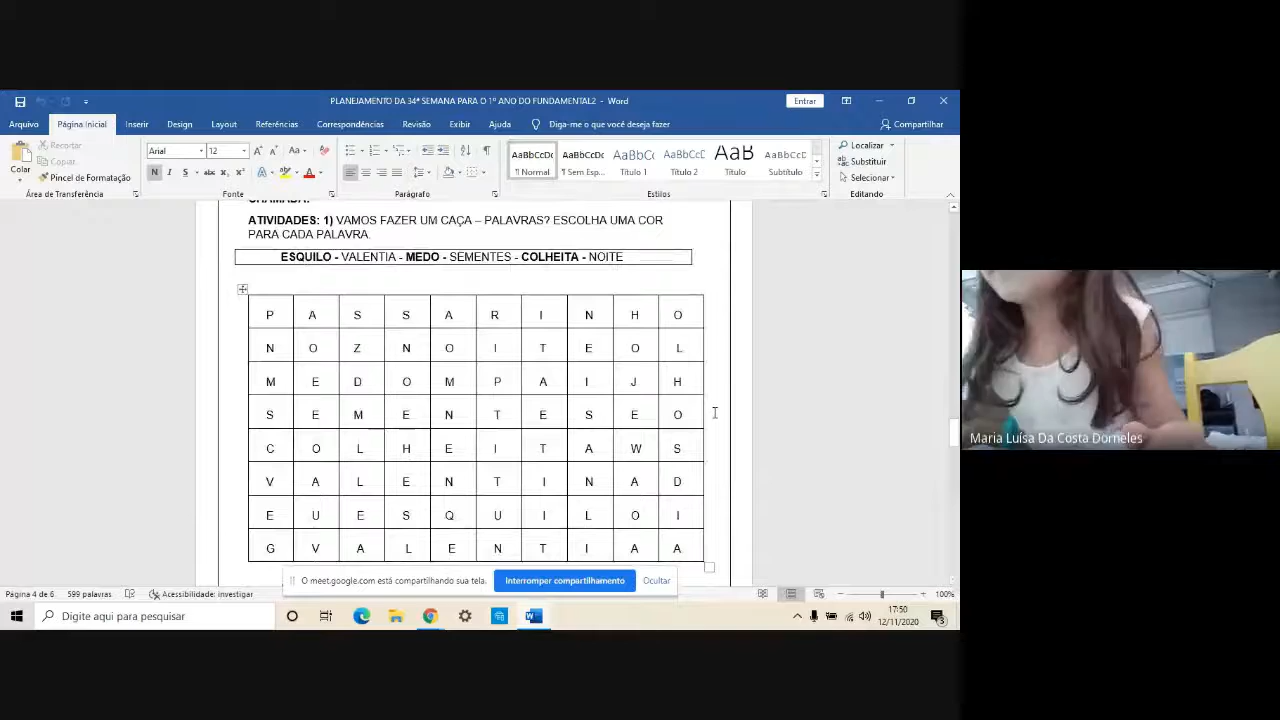 PLANEJAMENTO DA 34ª SEMANA PARA O 1º ANO DO FUNDAMENTAL2 - Word
Entrar
Arquivo Página Inicial Inserir Design Layout Referências Correspondências Revisão Exibir Ajuda Diga-me o que você deseja fazer Compartilhar
Colar
Recortar
Copiar
Pincel de Formatação
Área de Transferência
Arial 12
Fonte
Parágrafo
AaBbCcDc AaBbCcDc AaBbCc AaBbCcC AaB AaBbCcD
¶ Normal ¶ Sem Esp... Título 1 Título 2 Título Subtítulo
Estilos
Localizar
Substituir
Selecionar
Editando
CHAMADA:
ATIVIDADES: 1) VAMOS FAZER UM CAÇA – PALAVRAS? ESCOLHA UMA COR
PARA CADA PALAVRA.
ESQUILO - VALENTIA - MEDO - SEMENTES - COLHEITA - NOITE
P A S S A R I N H O
N O Z N O I T E O L
M E D O M P A I J H
S E M E N T E S E O
C O L H E I T A W S
V A L E N T I N A D
E U E S Q U I L O I
G V A L E N T I A A
O meet.google.com está compartilhando sua tela. Interromper compartilhamento Ocultar
Página 4 de 6 599 palavras Acessibilidade: investigar 100%
Digite aqui para pesquisar
17:50
12/11/2020
3
Maria Luísa Da Costa Dorneles